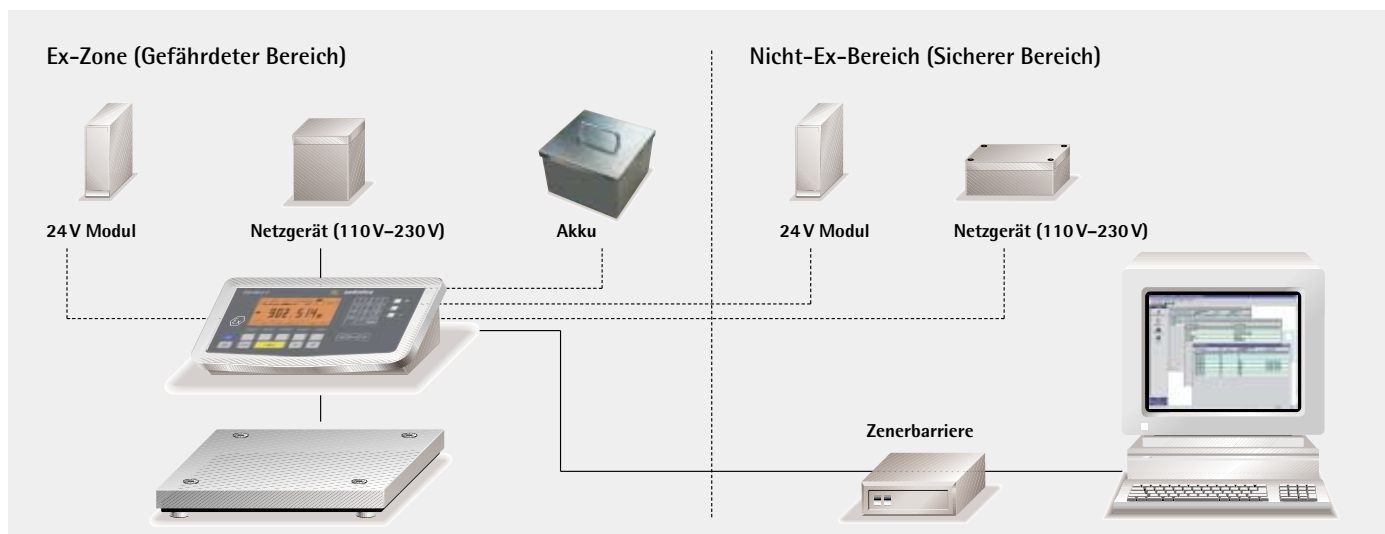 Ex-Zone (Gefährdeter Bereich)
Nicht-Ex-Bereich (Sicherer Bereich)
24 V Modul
Netzgerät (110 V–230 V)
Akku
24 V Modul
Netzgerät (110 V–230 V)
Zenerbarriere